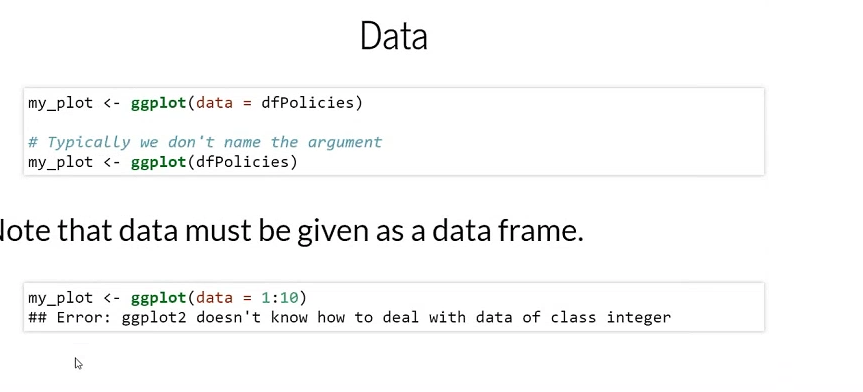 Data
my_plot <- ggplot(data = dfPolicies)
# Typically we don't name the argument
my_plot <- ggplot(dfPolicies)
ote that data must be given as a data frame.
my_plot <- ggplot(data = 1:10)
## Error: ggplot2 doesn't know how to deal with data of class integer